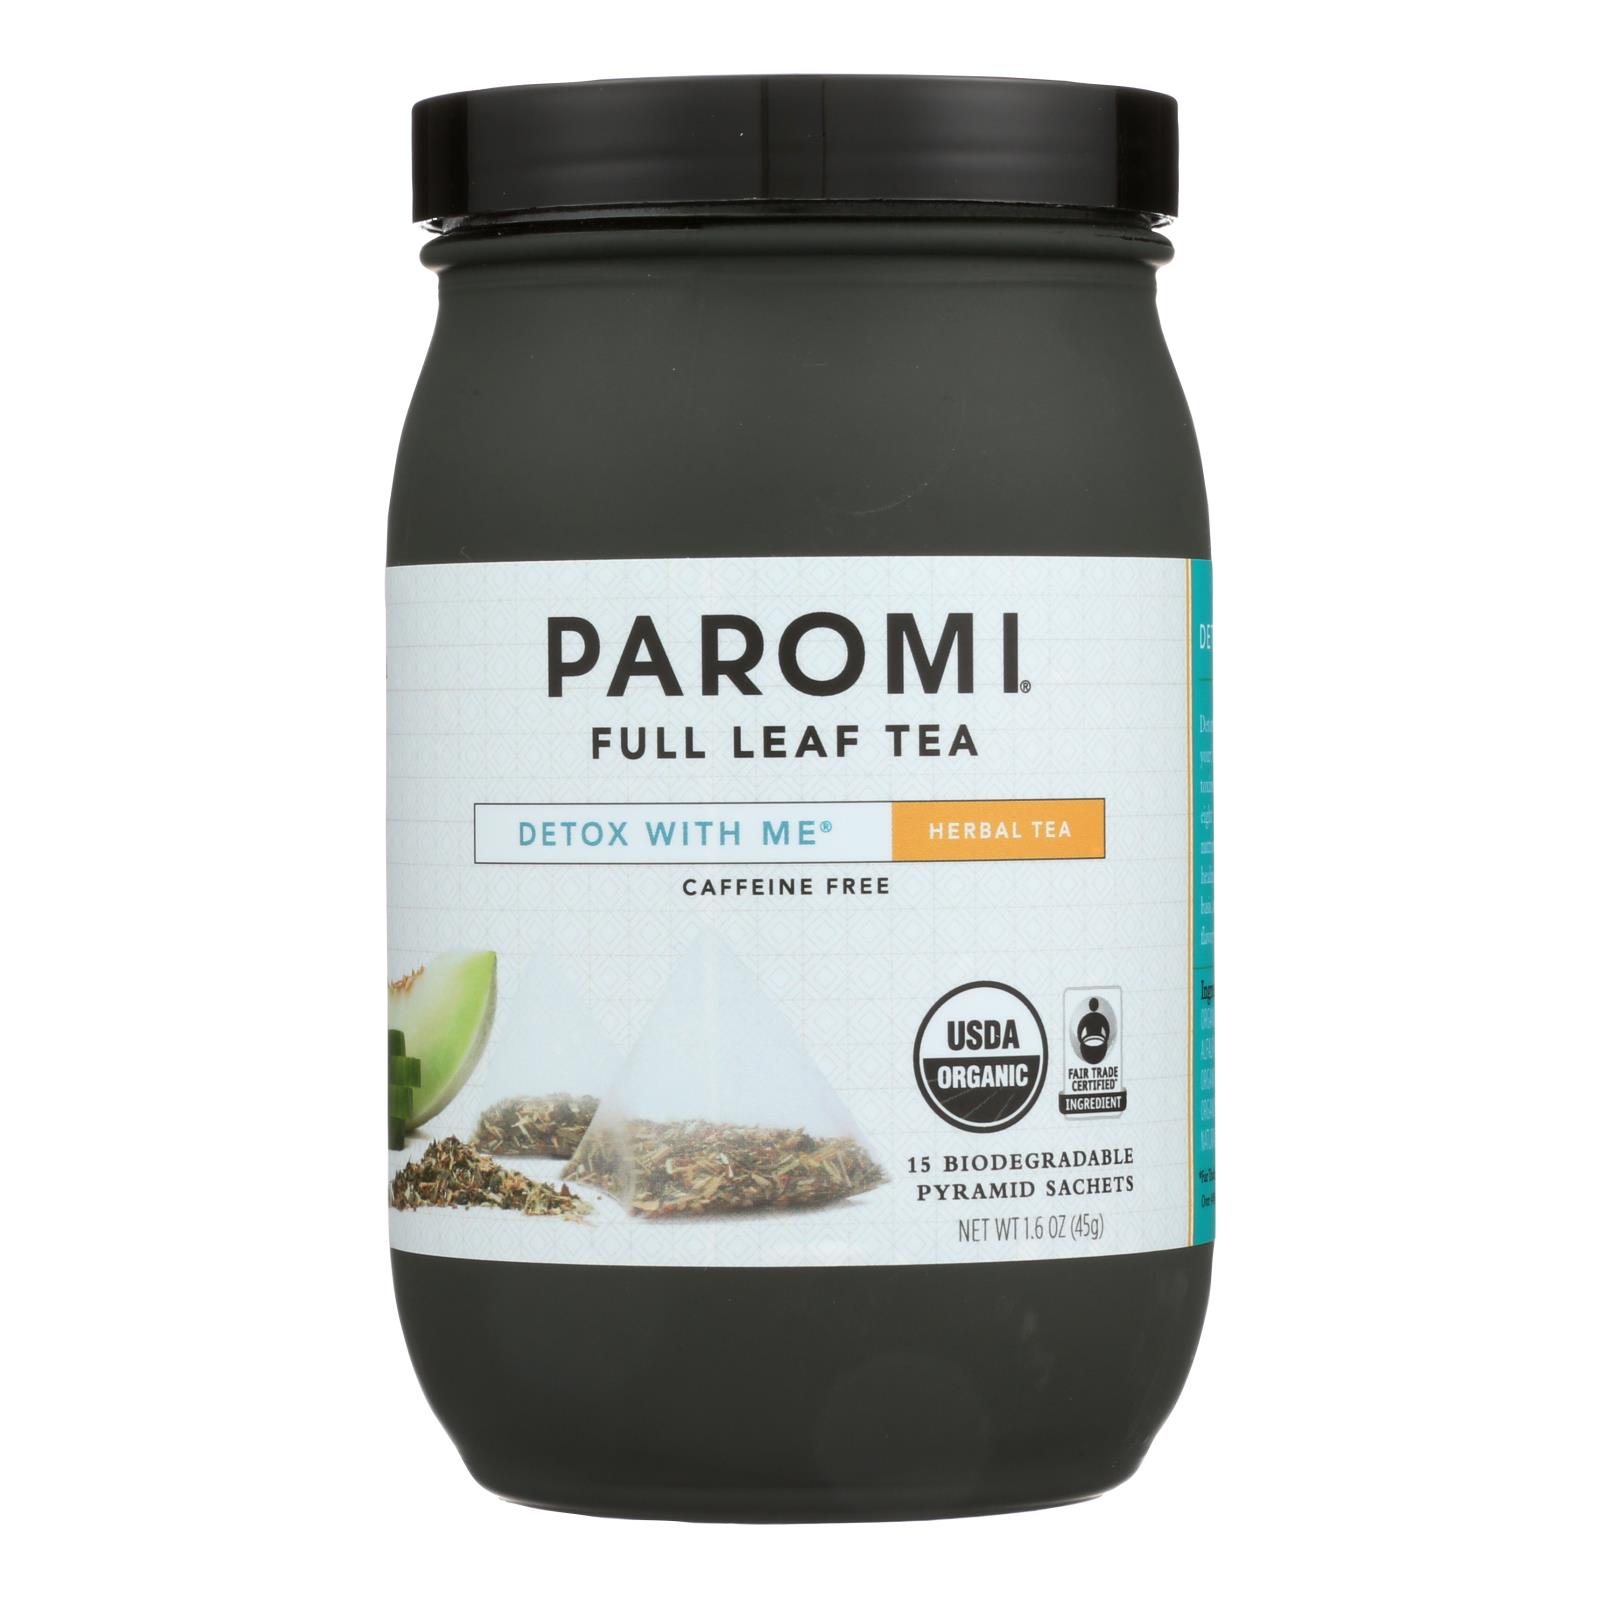 PAROMI®
FULL LEAF TEA
DETOX WITH ME®
HERBAL TEA
CAFFEINE FREE
USDA
ORGANIC
FAIR TRADE
CERTIFIED™
INGREDIENT
15 BIODEGRADABLE
PYRAMID SACHETS
NET WT 1.6 OZ (45g)